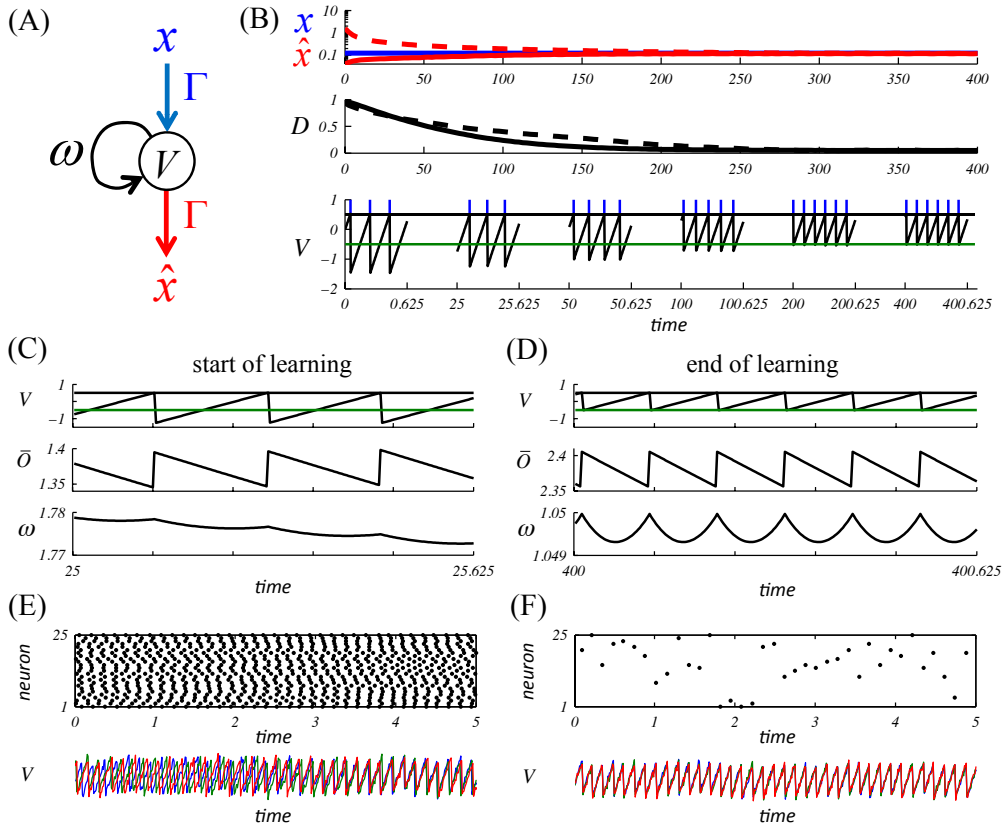 (A)
x
Γ
ω
V
Γ
x̂
(B)
x
x̂
10
1
0.1
0 50 100 150 200 250 300 350 400
D
1
0.5
0
0 50 100 150 200 250 300 350 400
V
1
0
−1
−2
0 0.625 25 25.625 50 50.625 100 100.625 200 200.625 400 400.625
time
(C)
start of learning
V
1
−1
Ō
1.4
1.35
ω
1.78
1.77
25 25.625
time
(D)
end of learning
V
1
−1
Ō
2.4
2.35
ω
1.05
1.049
400 400.625
time
(E)
neuron
25
1
0 1 2 3 4 5
time
V
time
(F)
neuron
25
1
0 1 2 3 4 5
time
V
time